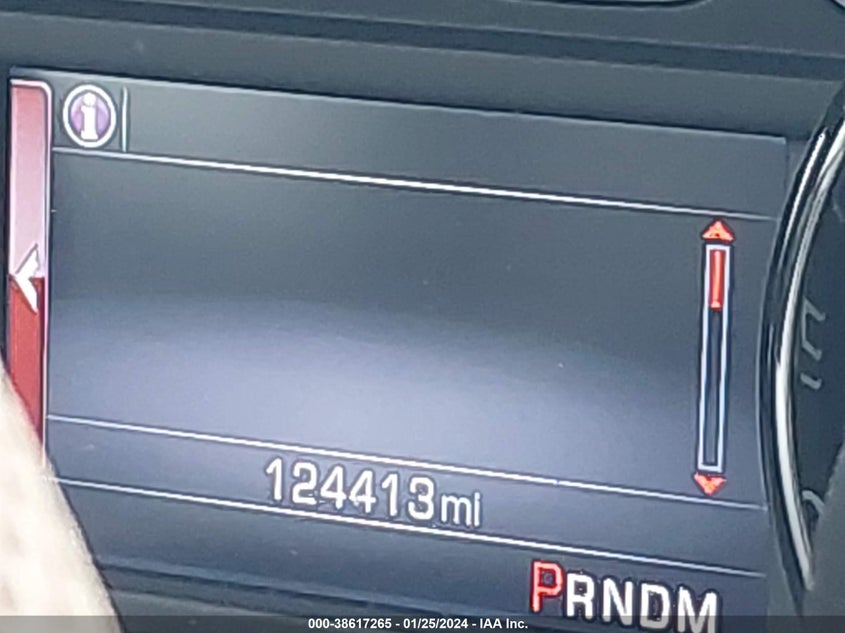 i
124413mi
PRNDM
000-38617265 - 01/25/2024 - IAA Inc.